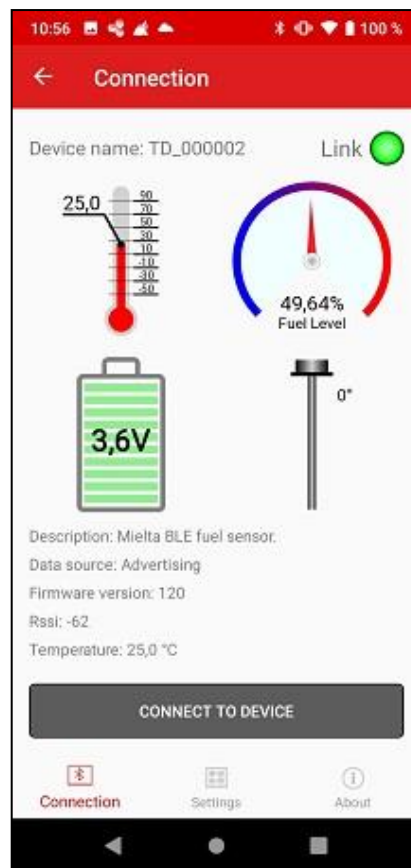 10:56
100 %
Connection
Device name: TD_000002
Link
25,0
90
70
50
30
10
-10
-30
-50
49,64%
Fuel Level
3,6V
0°
Description: Mielta BLE fuel sensor.
Data source: Advertising
Firmware version: 120
Rssi: -62
Temperature: 25,0 °C
CONNECT TO DEVICE
Connection
Settings
About